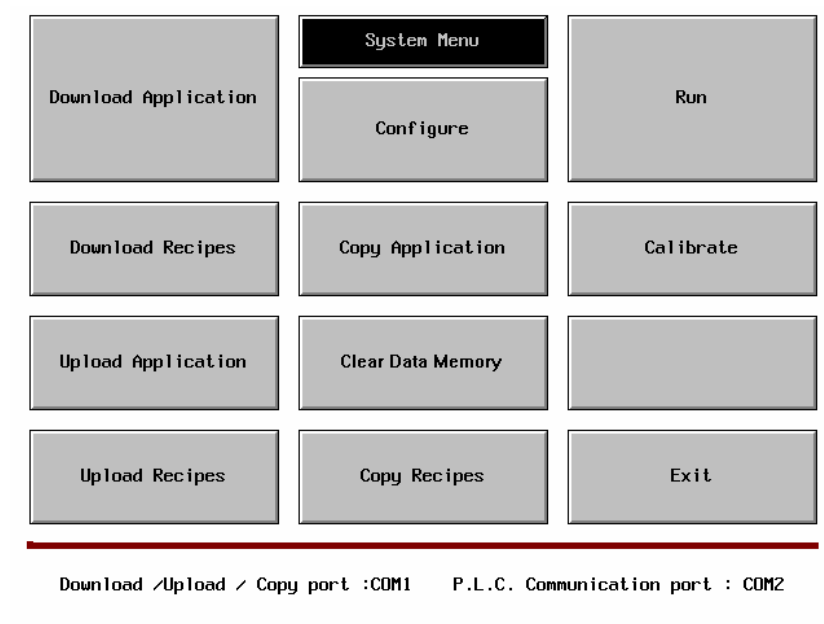 System Menu
Download Application
Configure
Run
Download Recipes
Copy Application
Calibrate
Upload Application
Clear Data Memory
Upload Recipes
Copy Recipes
Exit
Download /Upload / Copy port :COM1 P.L.C. Communication port : COM2